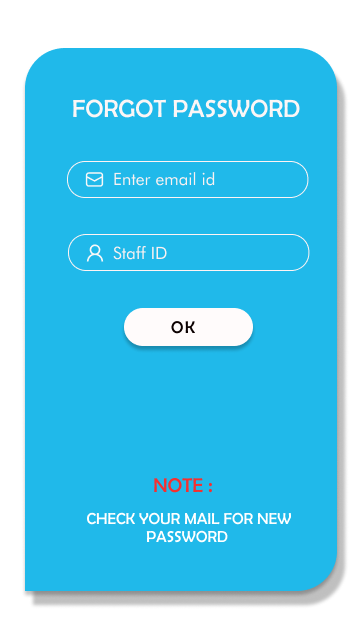 FORGOT PASSWORD
Enter email id
Staff ID
OK
NOTE :
CHECK YOUR MAIL FOR NEW
PASSWORD